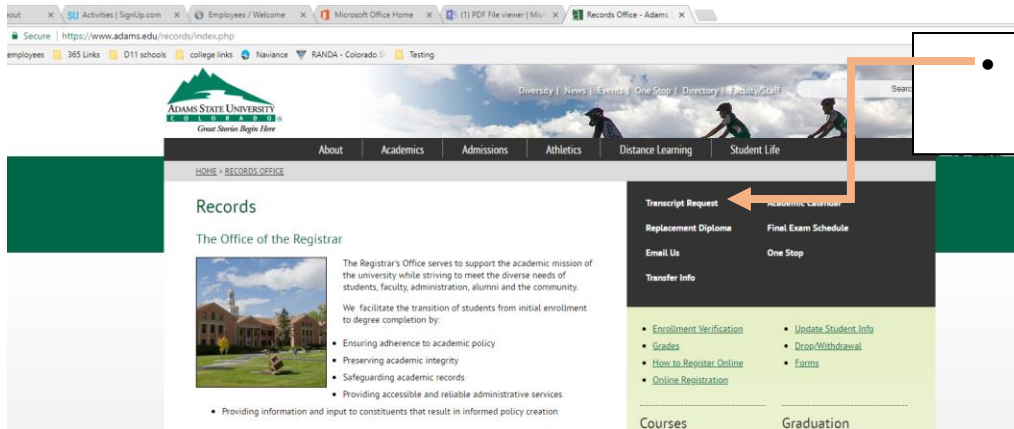 SU Activities | SignUp.com
Employees / Welcome
Microsoft Office Home
(1) PDF File viewer | Micr
Records Office - Adams
Secure | https://www.adams.edu/records/index.php
employees 365 Links D11 schools college links Naviance RANDA - Colorado Testing
Diversity | News | Events | One Stop | Directory | Faculty/Staff
Searc
ADAMS STATE UNIVERSITY
COLORADO
Great Stories Begin Here
About Academics Admissions Athletics Distance Learning Student Life
HOME > RECORDS OFFICE
Records
The Office of the Registrar
The Registrar's Office serves to support the academic mission of
the university while striving to meet the diverse needs of
students, faculty, administration, alumni and the community.
We facilitate the transition of students from initial enrollment
to degree completion by:
• Ensuring adherence to academic policy
• Preserving academic integrity
• Safeguarding academic records
• Providing accessible and reliable administrative services
• Providing information and input to constituents that result in informed policy creation
Transcript Request
Academic Calendar
Replacement Diploma
Final Exam Schedule
Email Us
One Stop
Transfer Info
• Enrollment Verification
• Grades
• How to Register Online
• Online Registration
• Update Student Info
• Drop/Withdrawal
• Forms
Courses
Graduation